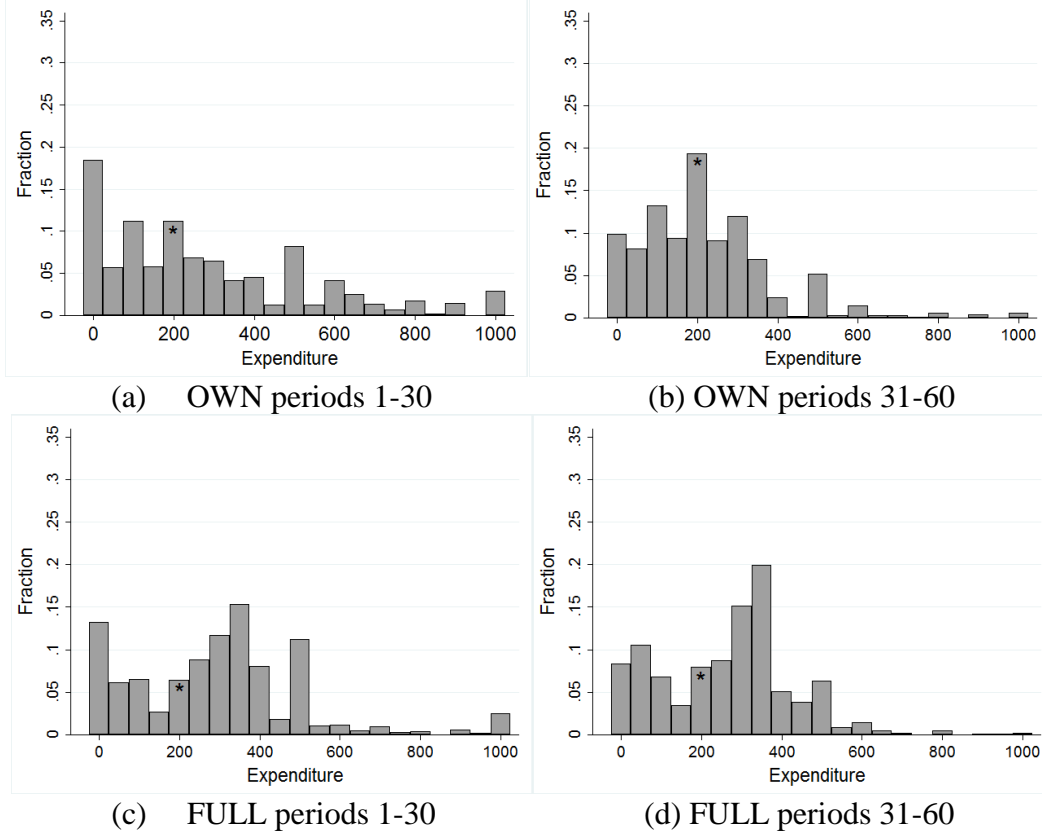 .35
.3
.25
.2
.15
.1
.05
0
Fraction
*
0 200 400 600 800 1000
Expenditure
(a) OWN periods 1-30
.35
.3
.25
.2
.15
.1
.05
0
Fraction
*
0 200 400 600 800 1000
Expenditure
(b) OWN periods 31-60
.35
.3
.25
.2
.15
.1
.05
0
Fraction
*
0 200 400 600 800 1000
Expenditure
(c) FULL periods 1-30
.35
.3
.25
.2
.15
.1
.05
0
Fraction
*
0 200 400 600 800 1000
Expenditure
(d) FULL periods 31-60